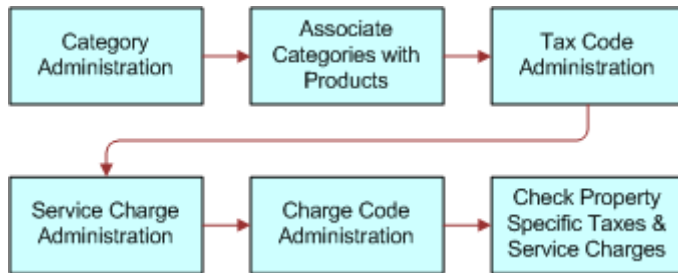 Category
Administration
Associate
Categories with
Products
Tax Code
Administration
Service Charge
Administration
Charge Code
Administration
Check Property
Specific Taxes &
Service Charges